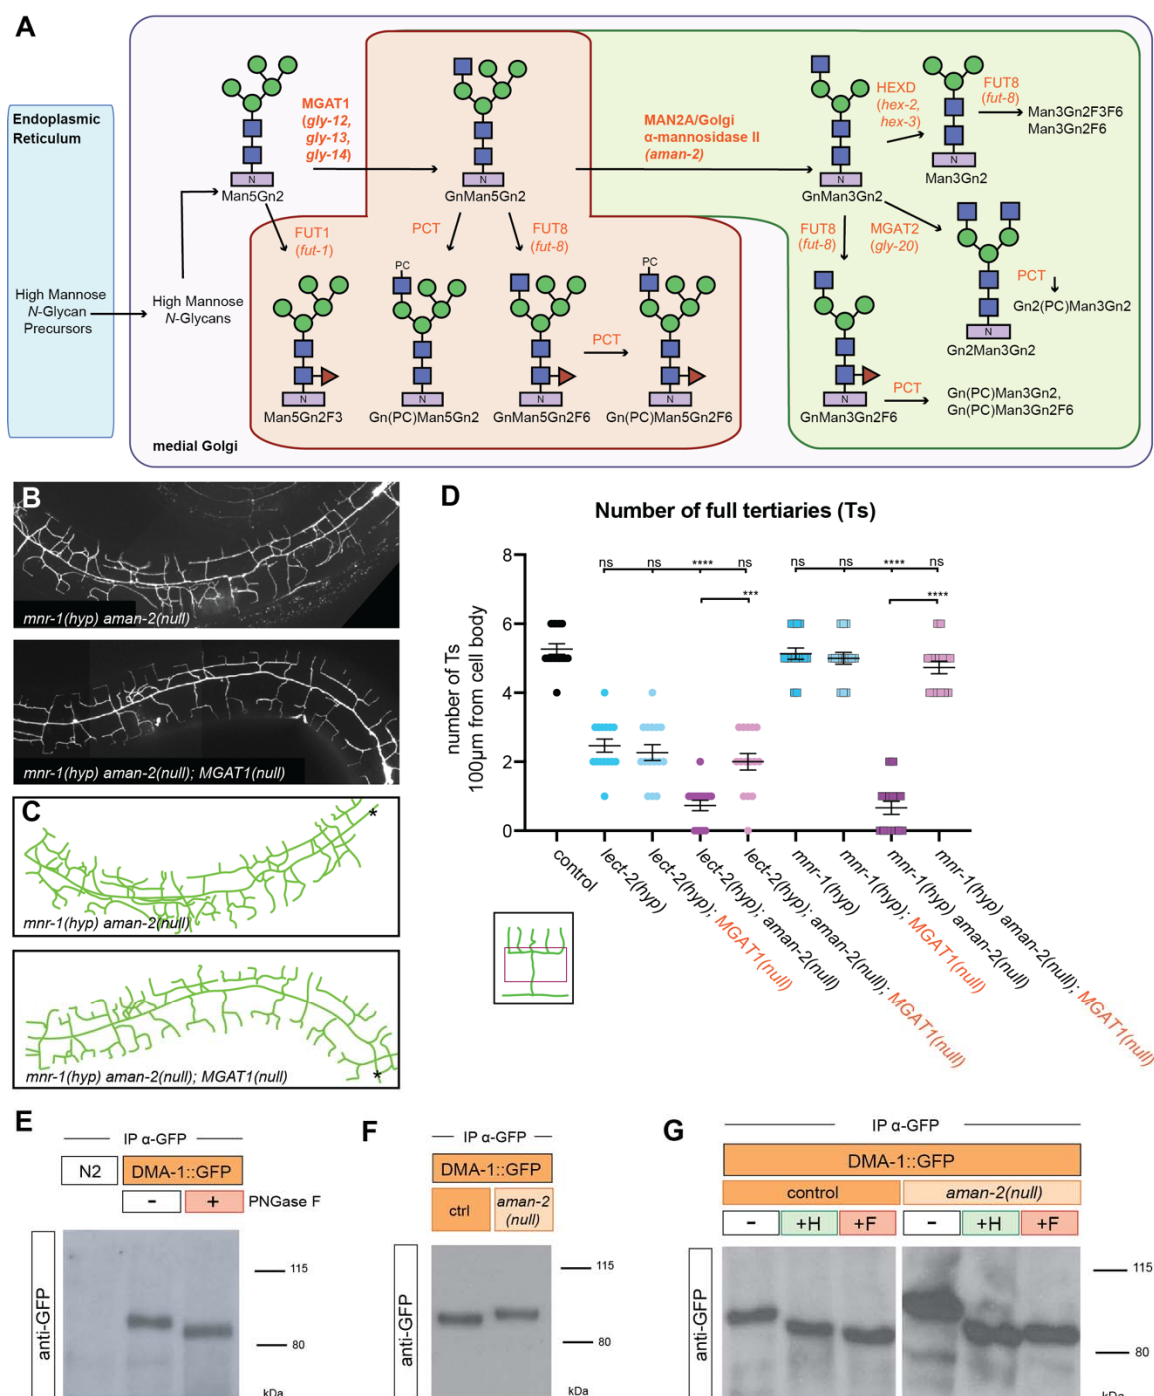 A
Endoplasmic
Reticulum
High Mannose
N-Glycan
Precursors
High Mannose
N-Glycans
medial Golgi
N
Man5Gn2
MGAT1
(gly-12,
gly-13,
gly-14)
N
GnMan5Gn2
MAN2A/Golgi
α-mannosidase II
(aman-2)
N
GnMan3Gn2
HEXD
(hex-2,
hex-3)
N
Man3Gn2
FUT8
(fut-8)
Man3Gn2F3F6
Man3Gn2F6
FUT1
(fut-1)
PCT
FUT8
(fut-8)
FUT8
(fut-8)
MGAT2
(gly-20)
N
Man5Gn2F3
PC
N
Gn(PC)Man5Gn2
N
GnMan5Gn2F6
PCT
PC
N
Gn(PC)Man5Gn2F6
N
GnMan3Gn2F6
PCT
Gn(PC)Man3Gn2,
Gn(PC)Man3Gn2F6
N
Gn2Man3Gn2
PCT
Gn2(PC)Man3Gn2
B
mnr-1(hyp) aman-2(null)
mnr-1(hyp) aman-2(null); MGAT1(null)
C
*
mnr-1(hyp) aman-2(null)
*
mnr-1(hyp) aman-2(null); MGAT1(null)
D
Number of full tertiaries (Ts)
number of Ts
100µm from cell body
8
6
4
2
0
ns
ns
****
ns
***
ns
ns
****
ns
****
control
lect-2(hyp)
lect-2(hyp); MGAT1(null)
lect-2(hyp); aman-2(null)
lect-2(hyp); aman-2(null); MGAT1(null)
mnr-1(hyp)
mnr-1(hyp); MGAT1(null)
mnr-1(hyp) aman-2(null)
mnr-1(hyp) aman-2(null); MGAT1(null)
E
IP α-GFP
N2
DMA-1::GFP
-
+
PNGase F
anti-GFP
115
80
kDa
F
IP α-GFP
DMA-1::GFP
ctrl
aman-2
(null)
anti-GFP
115
80
kDa
G
IP α-GFP
DMA-1::GFP
control
aman-2(null)
-
+H
+F
-
+H
+F
anti-GFP
115
80
kDa